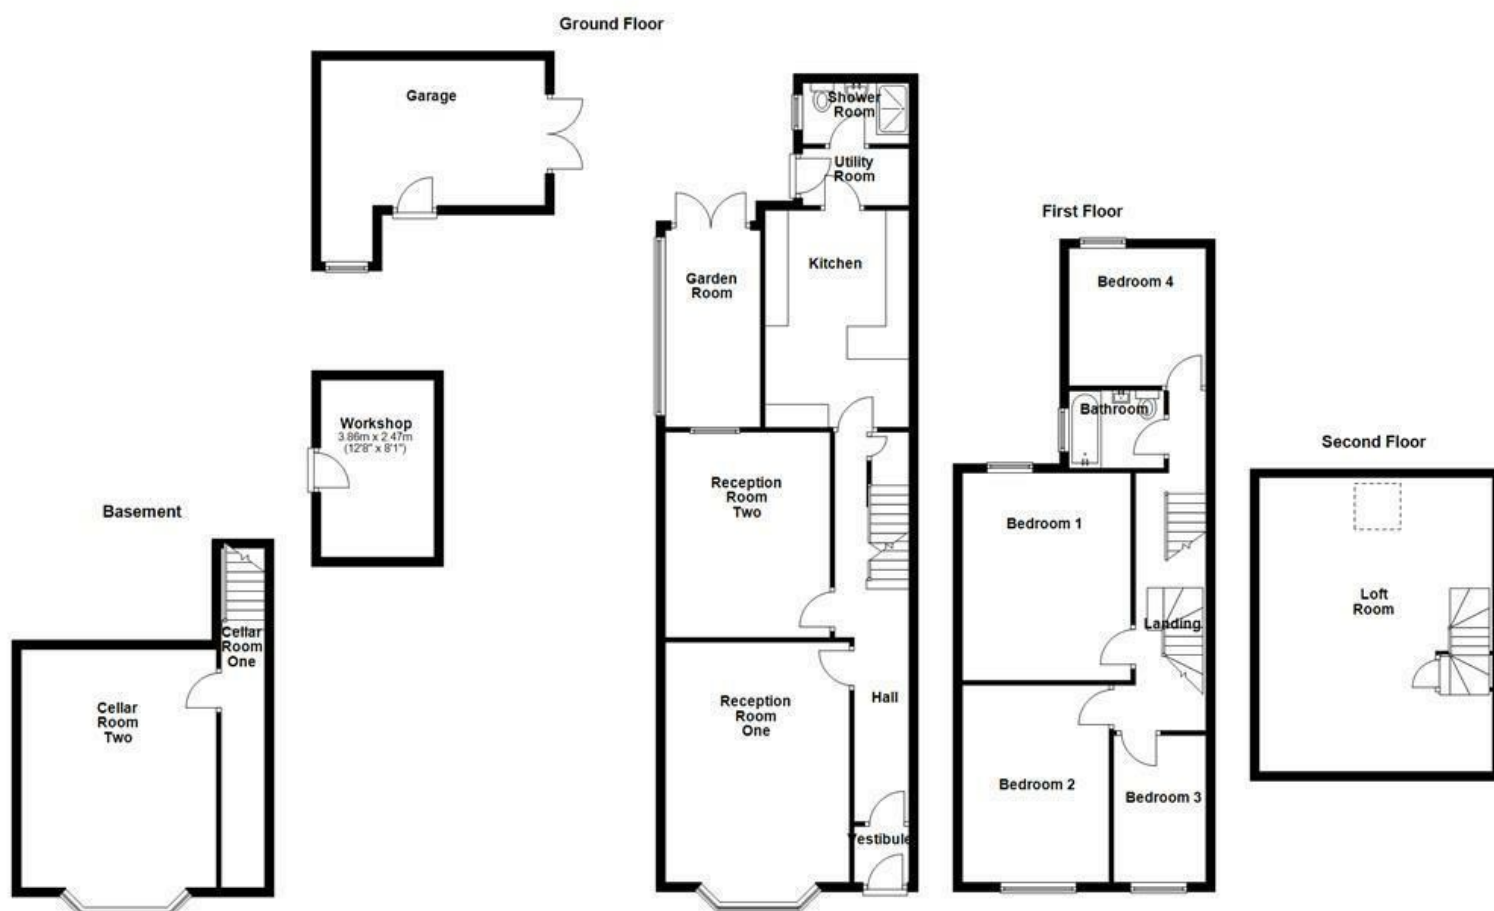 Ground Floor
Garage
Shower
Room
Utility
Room
Kitchen
Garden
Room
Reception
Room
Two
Reception
Room
One
Hall
Vestibule
Workshop
3.86m x 2.47m
(12'8" x 8'1")
Basement
Cellar
Room
One
Cellar
Room
Two
First Floor
Bedroom 4
Bathroom
Bedroom 1
Landing
Bedroom 2
Bedroom 3
Second Floor
Loft
Room